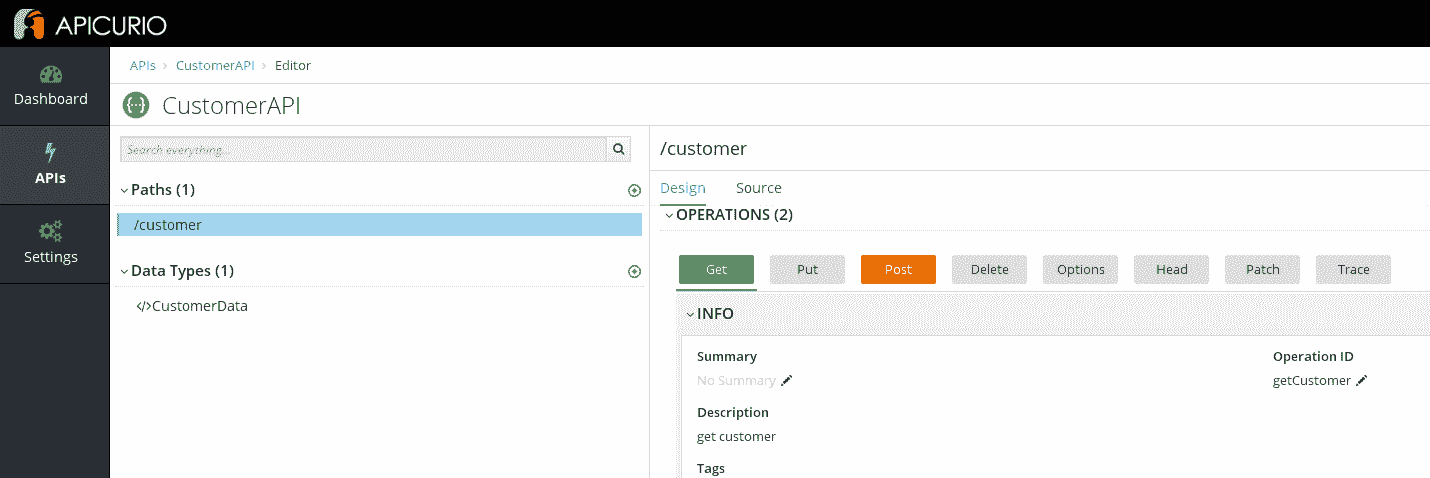 APICURIO
Dashboard
APIs
Settings
APIs › CustomerAPI › Editor
CustomerAPI
Search everything...
Paths (1)
/customer
Data Types (1)
</>CustomerData
/customer
Design Source
OPERATIONS (2)
Get Put Post Delete Options Head Patch Trace
INFO
Summary Operation ID
No Summary getCustomer
Description
get customer
Tags